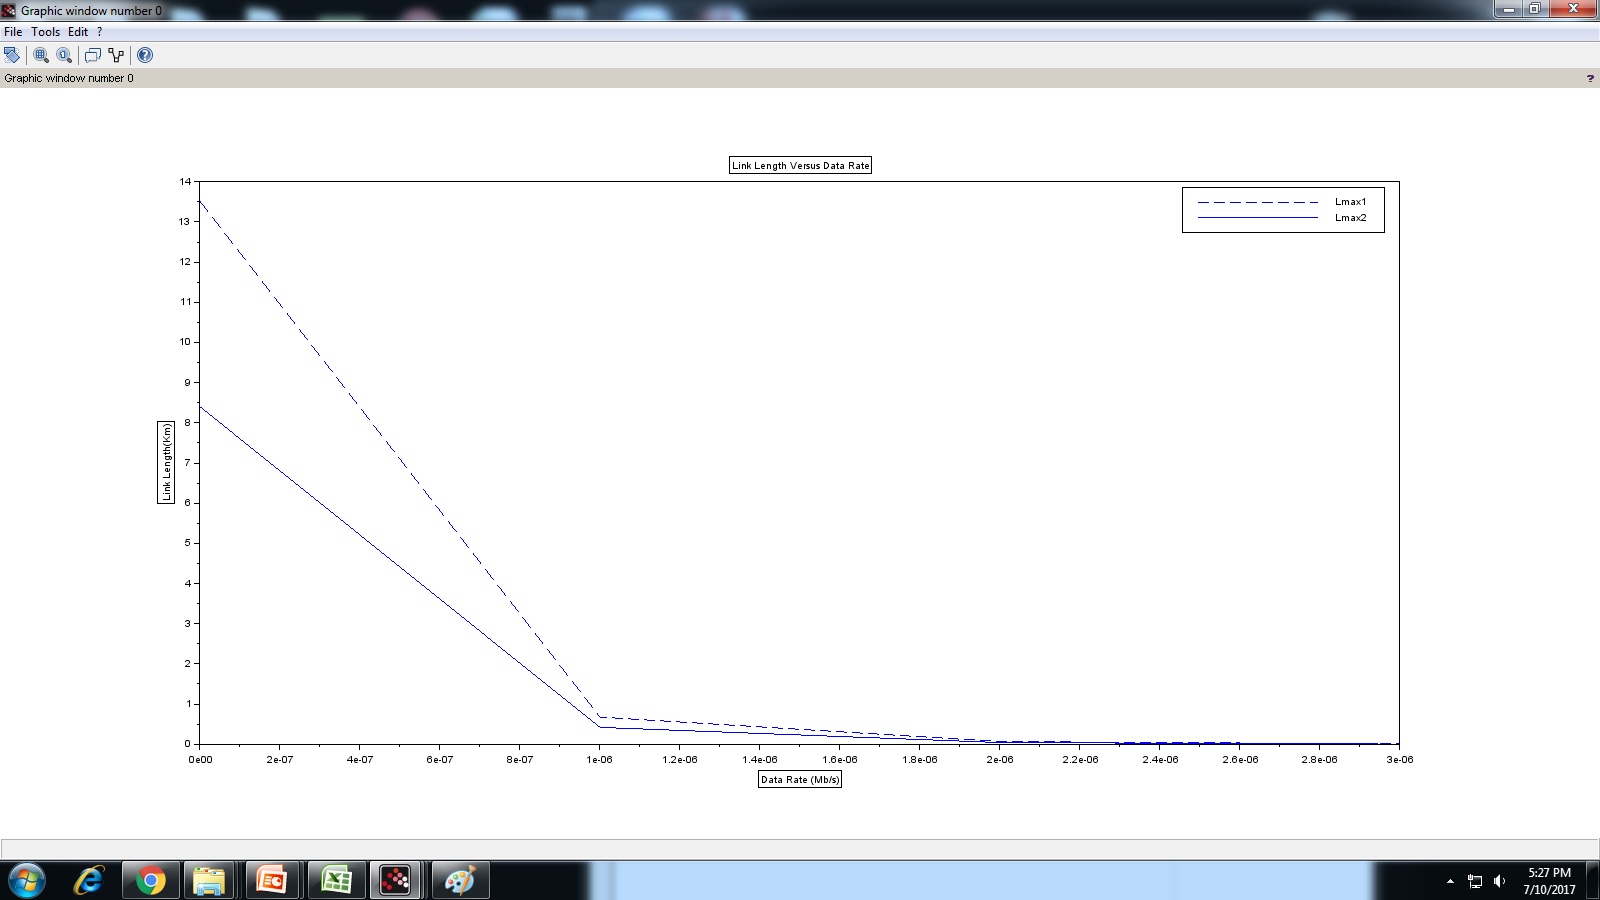 Graphic window number 0
File Tools Edit ?
Graphic window number 0 ?
Link Length Versus Data Rate
Lmax1
Lmax2
14
13
12
11
10
9
8
7
6
5
4
3
2
1
0
Link Length(Km)
0e00 2e-07 4e-07 6e-07 8e-07 1e-06 1.2e-06 1.4e-06 1.6e-06 1.8e-06 2e-06 2.2e-06 2.4e-06 2.6e-06 2.8e-06 3e-06
Data Rate (Mb/s)
5:27 PM
7/10/2017